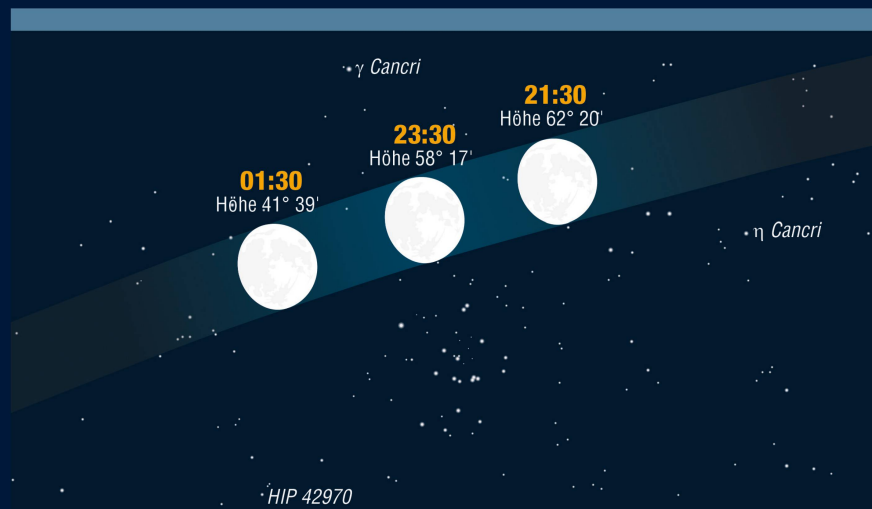 γ Cancri
21:30
Höhe 62° 20'
23:30
Höhe 58° 17'
01:30
Höhe 41° 39'
η Cancri
HIP 42970